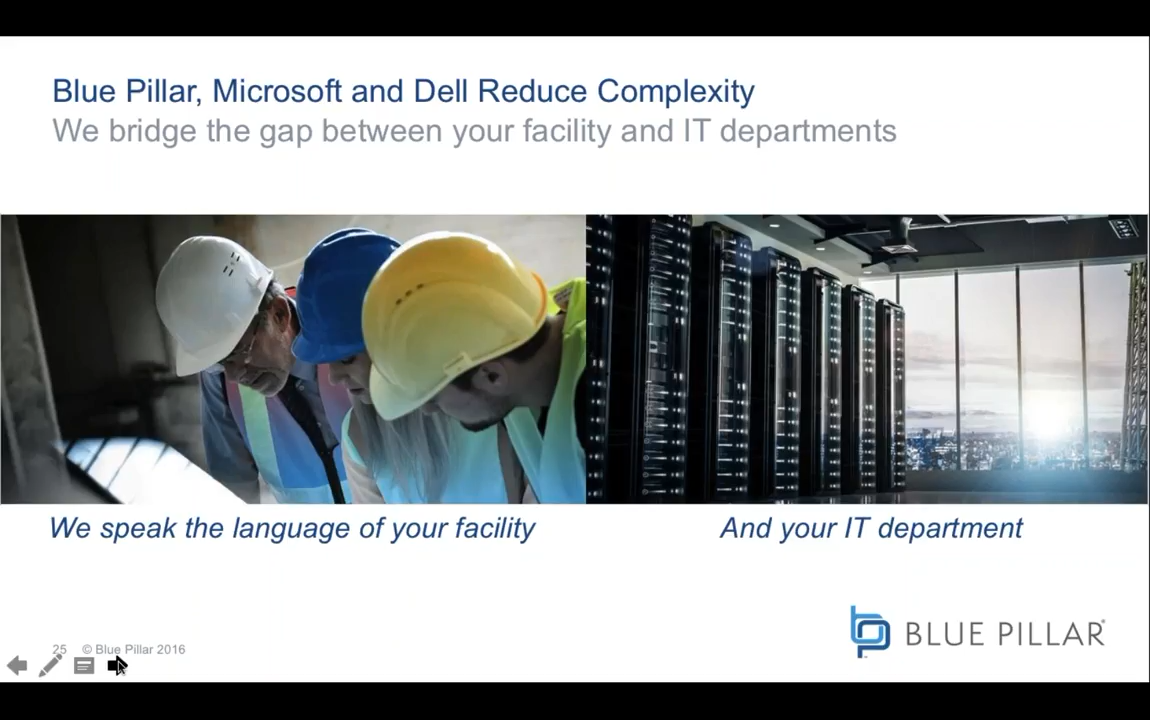 Blue Pillar, Microsoft and Dell Reduce Complexity
We bridge the gap between your facility and IT departments
We speak the language of your facility
And your IT department
BLUE PILLAR®
25 © Blue Pillar 2016